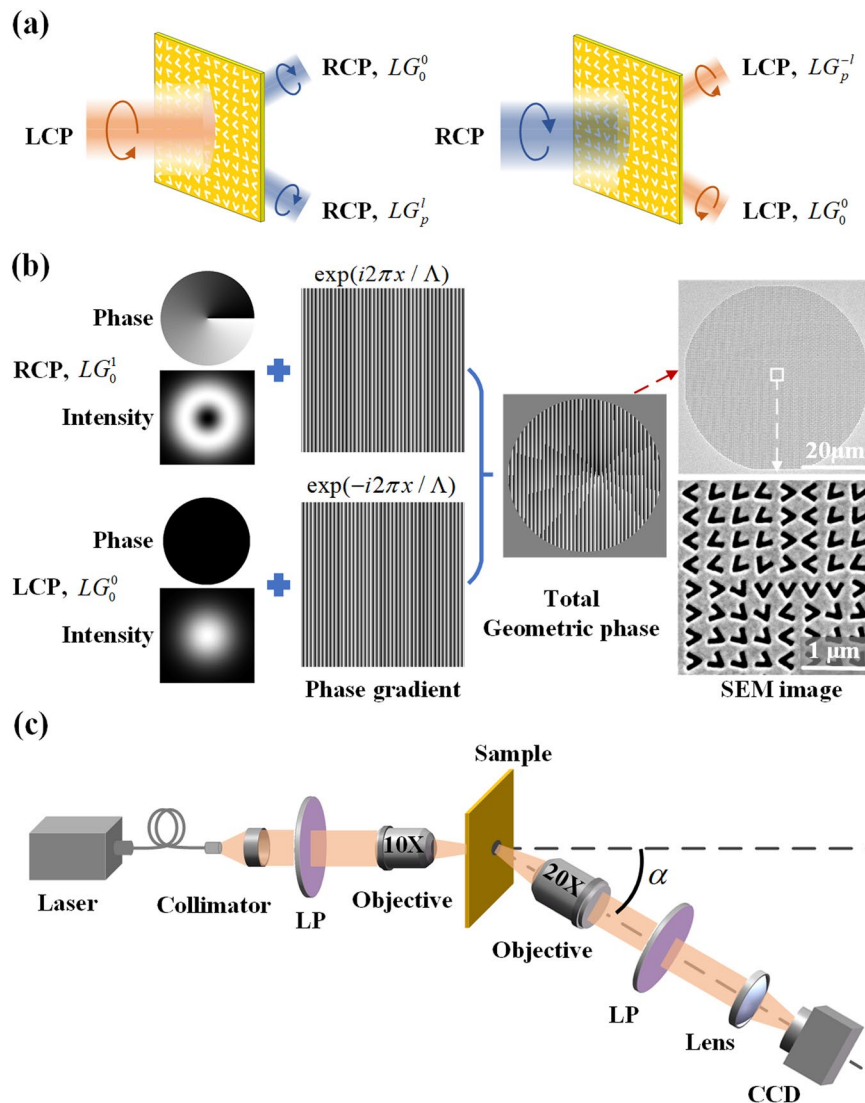 (a)
RCP, LG_0^0
LCP
RCP, LG_p^l
LCP, LG_p^{-l}
RCP
LCP, LG_0^0
(b)
exp(i2πx / Λ)
Phase
RCP, LG_0^1
Intensity
20μm
exp(-i2πx / Λ)
Phase
LCP, LG_0^0
Intensity
Total
Geometric phase
1 μm
Phase gradient
SEM image
(c)
Sample
10X
20X
α
Laser
Collimator
LP
Objective
Objective
LP
Lens
CCD